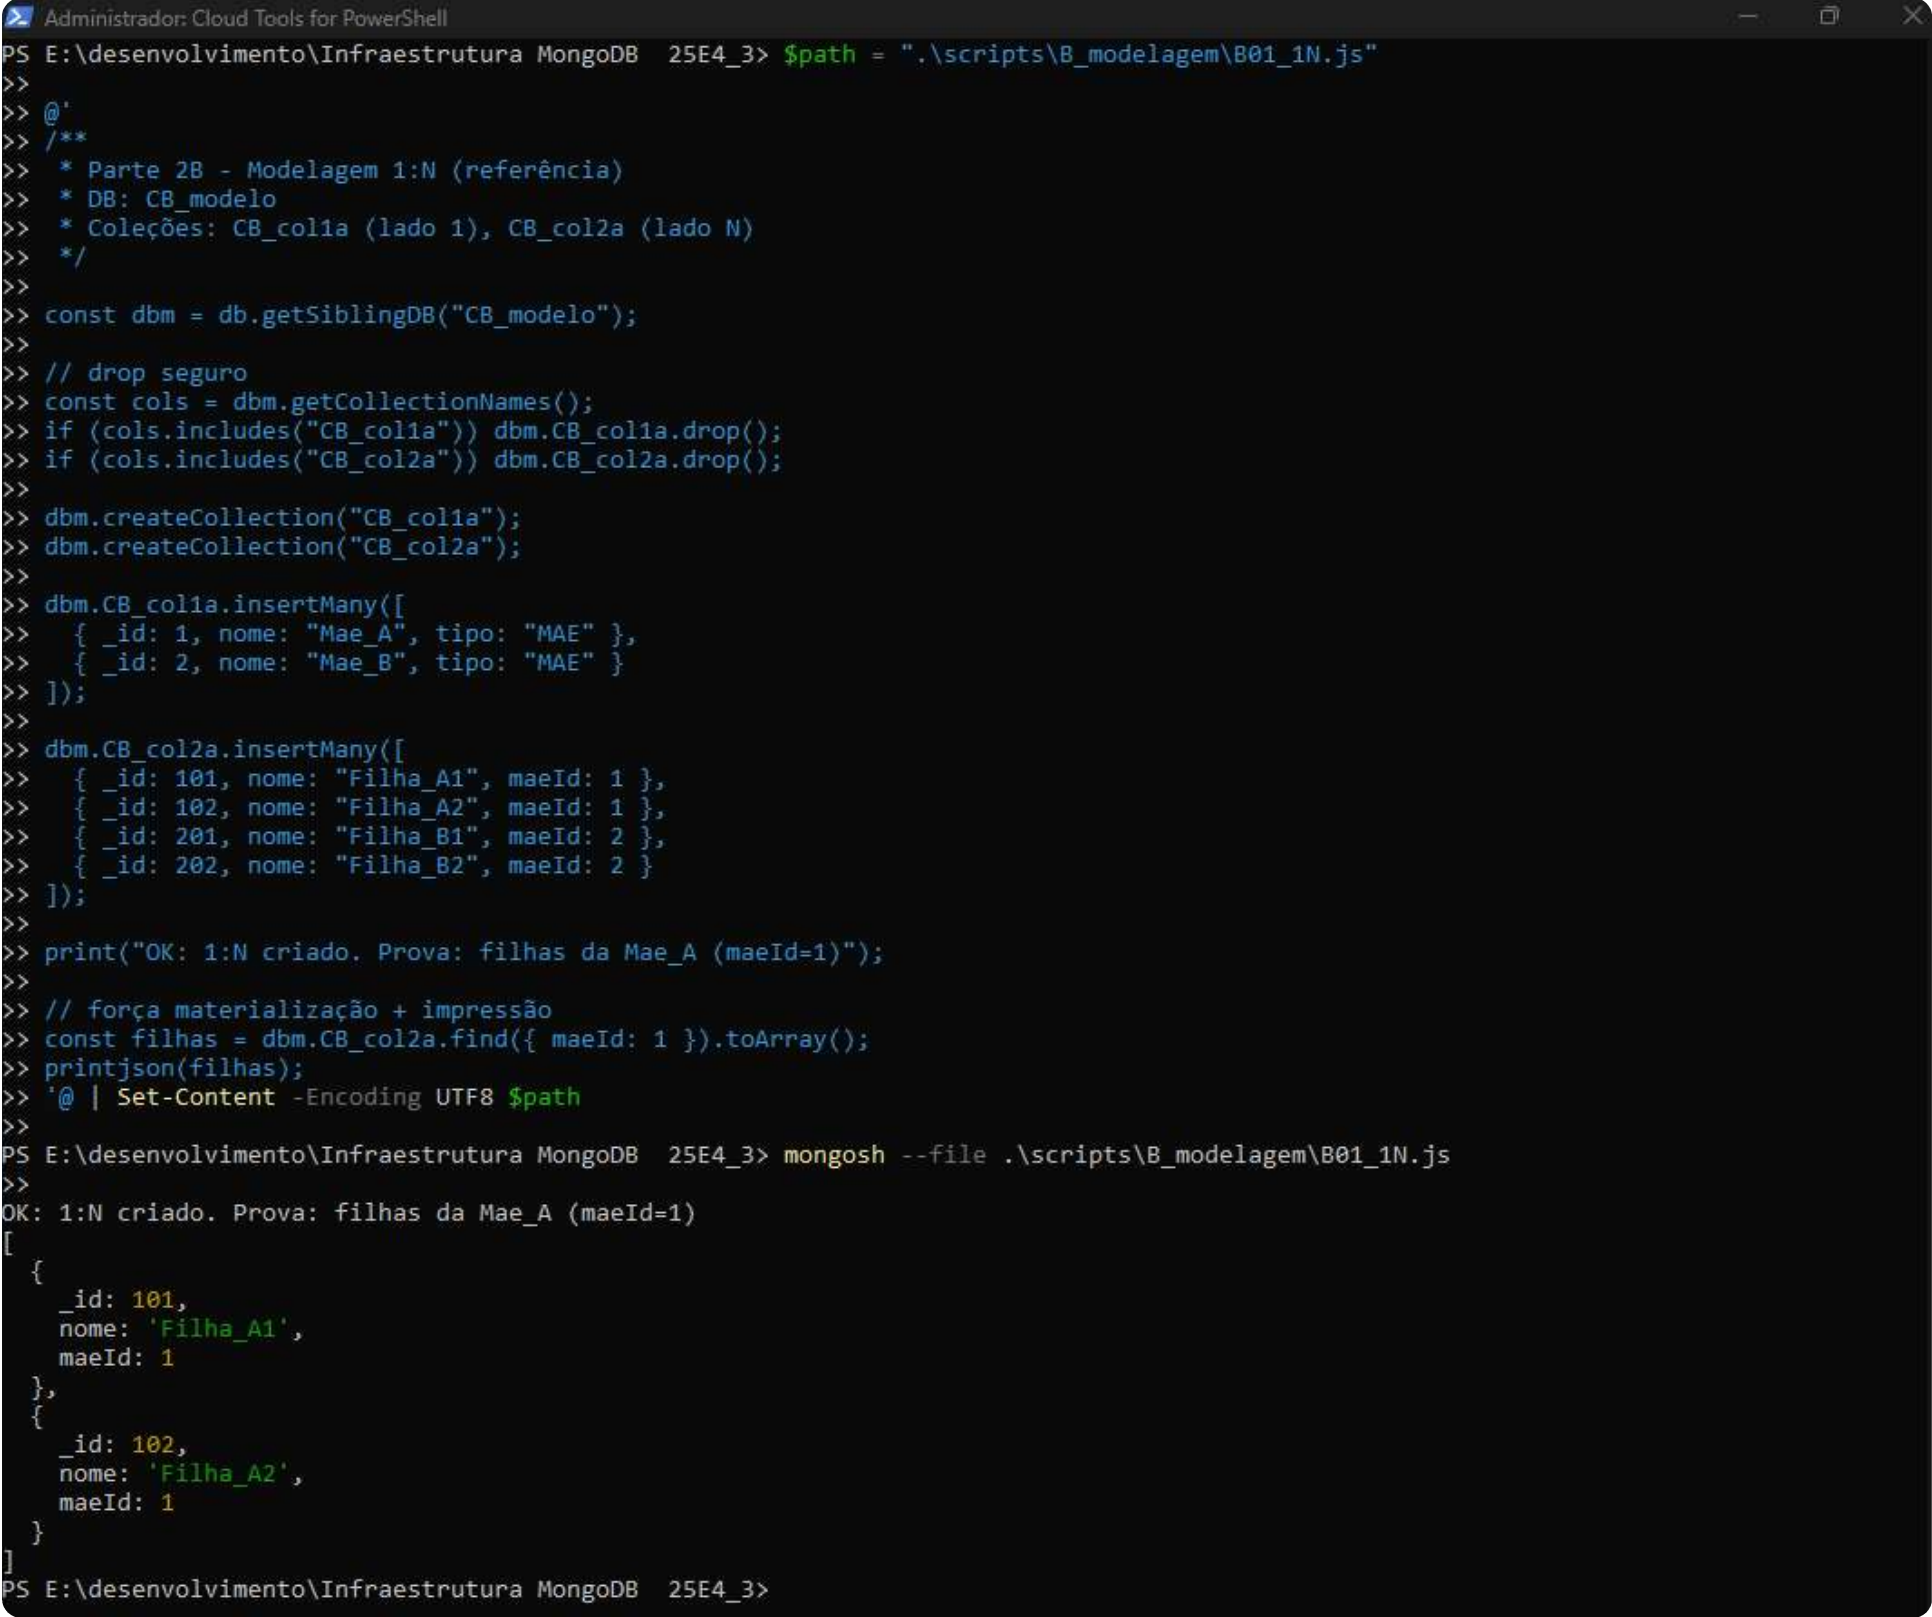 Administrador: Cloud Tools for PowerShell
PS E:\desenvolvimento\Infraestrutura MongoDB  25E4_3> $path = ".\scripts\B_modelagem\B01_1N.js"
>>
>> @'
>> /**
>>  * Parte 2B - Modelagem 1:N (referência)
>>  * DB: CB_modelo
>>  * Coleções: CB_col1a (lado 1), CB_col2a (lado N)
>>  */
>>
>> const dbm = db.getSiblingDB("CB_modelo");
>>
>> // drop seguro
>> const cols = dbm.getCollectionNames();
>> if (cols.includes("CB_col1a")) dbm.CB_col1a.drop();
>> if (cols.includes("CB_col2a")) dbm.CB_col2a.drop();
>>
>> dbm.createCollection("CB_col1a");
>> dbm.createCollection("CB_col2a");
>>
>> dbm.CB_col1a.insertMany([
>>   { _id: 1, nome: "Mae_A", tipo: "MAE" },
>>   { _id: 2, nome: "Mae_B", tipo: "MAE" }
>> ]);
>>
>> dbm.CB_col2a.insertMany([
>>   { _id: 101, nome: "Filha_A1", maeId: 1 },
>>   { _id: 102, nome: "Filha_A2", maeId: 1 },
>>   { _id: 201, nome: "Filha_B1", maeId: 2 },
>>   { _id: 202, nome: "Filha_B2", maeId: 2 }
>> ]);
>>
>> print("OK: 1:N criado. Prova: filhas da Mae_A (maeId=1)");
>>
>> // força materialização + impressão
>> const filhas = dbm.CB_col2a.find({ maeId: 1 }).toArray();
>> printjson(filhas);
>> '@ | Set-Content -Encoding UTF8 $path
>>
PS E:\desenvolvimento\Infraestrutura MongoDB  25E4_3> mongosh --file .\scripts\B_modelagem\B01_1N.js
>>
OK: 1:N criado. Prova: filhas da Mae_A (maeId=1)
[
  {
    _id: 101,
    nome: 'Filha_A1',
    maeId: 1
  },
  {
    _id: 102,
    nome: 'Filha_A2',
    maeId: 1
  }
]
PS E:\desenvolvimento\Infraestrutura MongoDB  25E4_3>